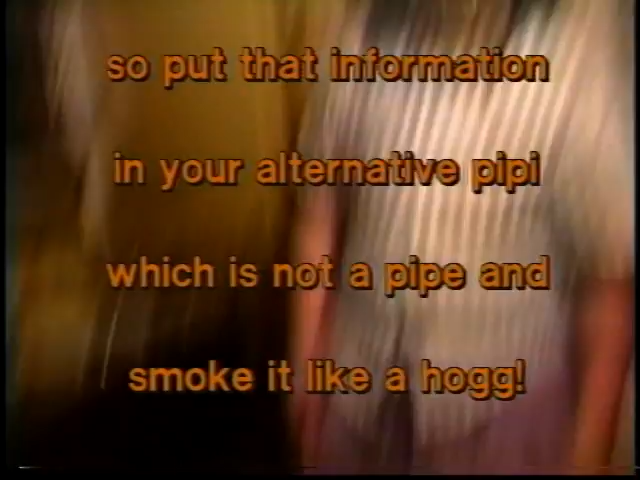 so put that information
in your alternative pipi
which is not a pipe and
smoke it like a hogg!